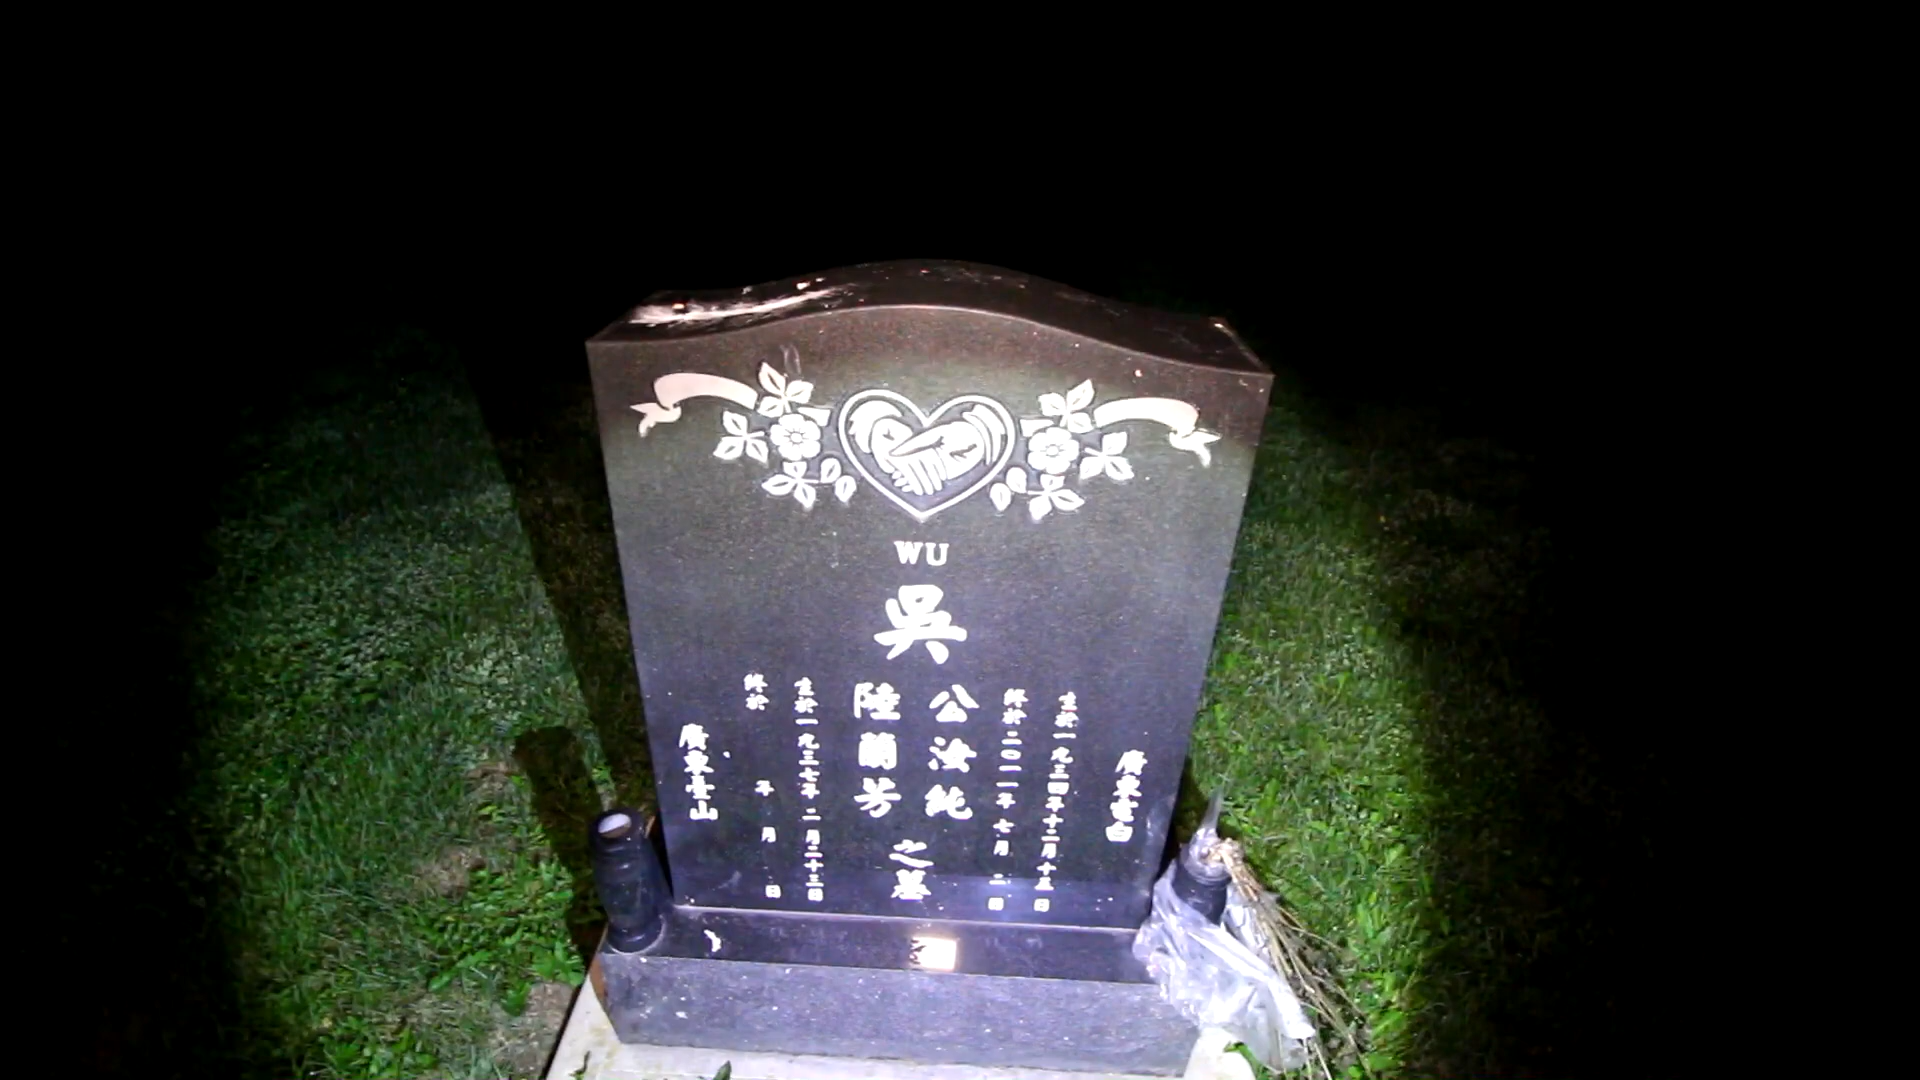 WU
吳
廣東電白
生於一九三四年十二月十五日
終於二〇一一年七月二日
公汝純
陸蘭芳
之墓
生於一九三七年二月二十三日
終於 年 月 日
廣東臺山